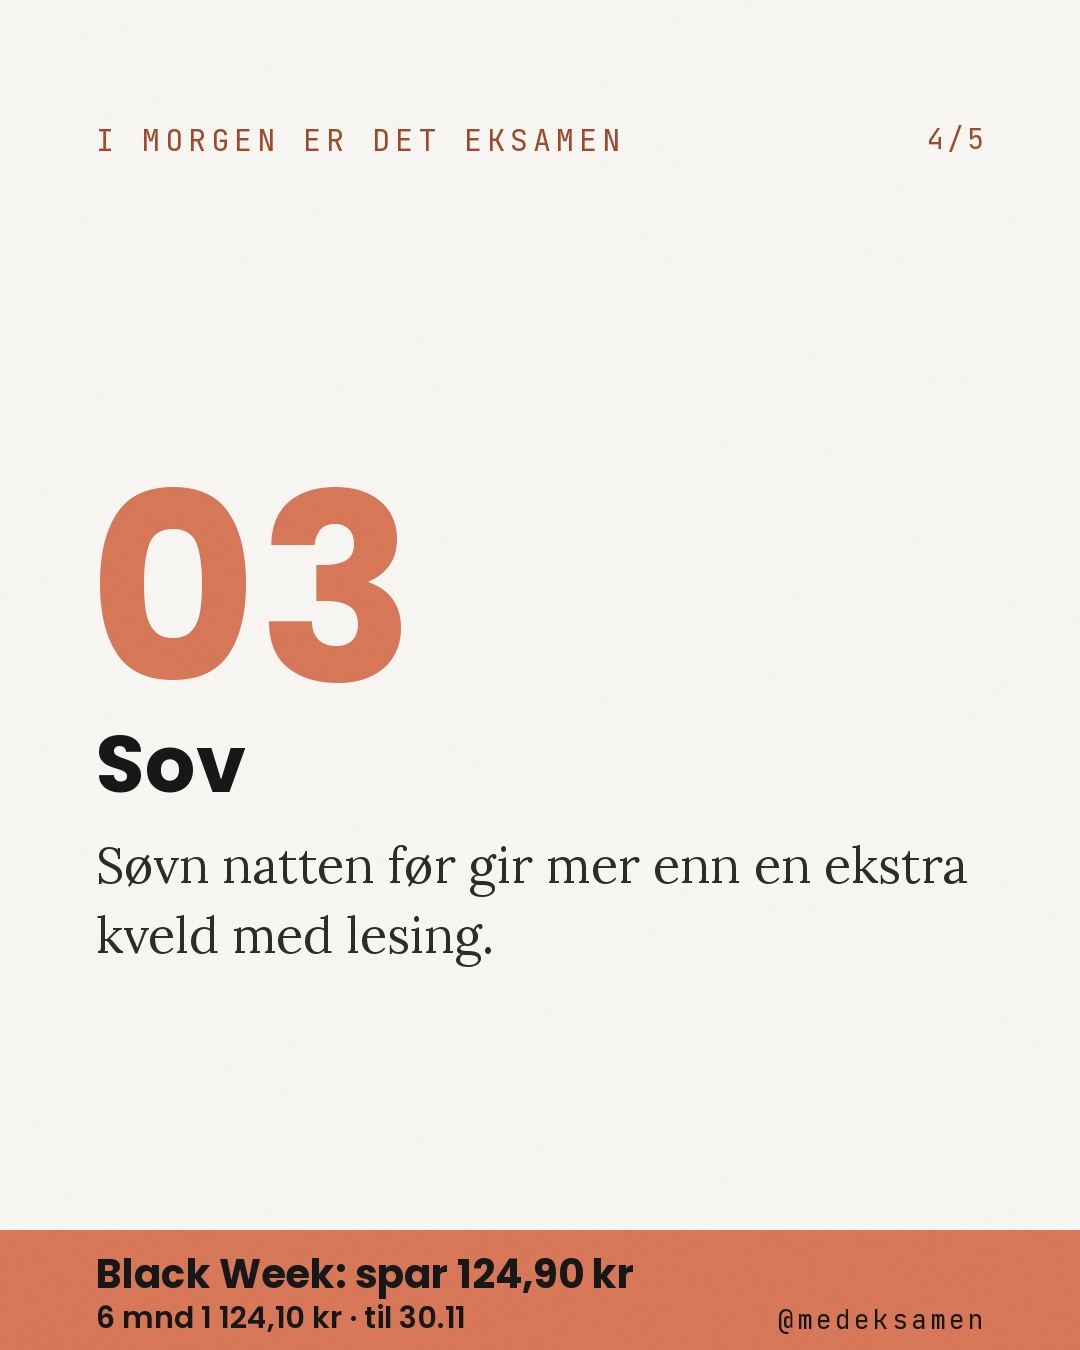 I MORGEN ER DET EKSAMEN 4/5
03
Sov
Søvn natten før gir mer enn en ekstra
kveld med lesing.
Black Week: spar 124,90 kr
6 mnd 1 124,10 kr · til 30.11
@medeksamen